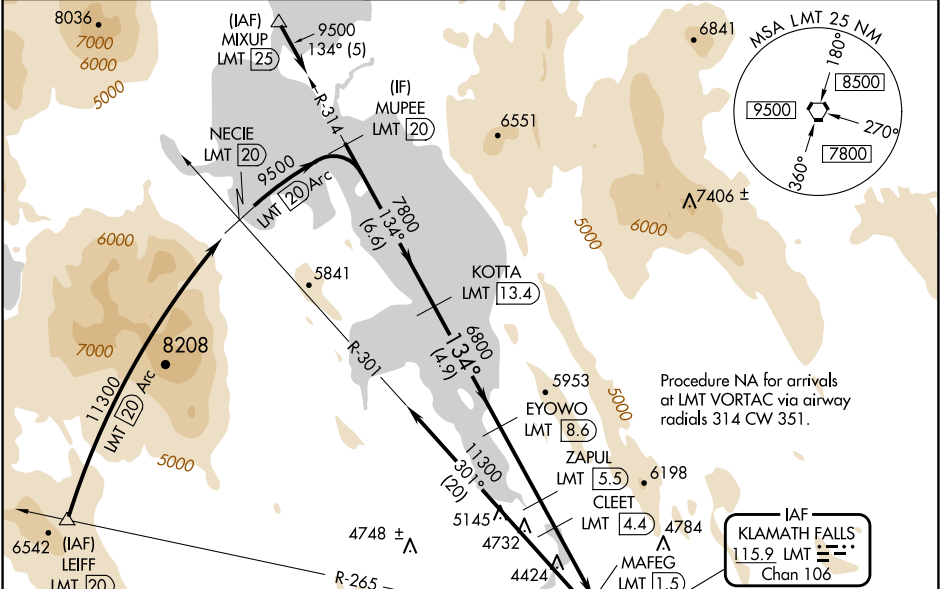 8036
7000
6000
5000
(IAF)
MIXUP
LMT 25
9500
134° (5)
R-314
(IF)
MUPEE
LMT 20
NECIE
LMT 20
9500
LMT 20 Arc
6841
6551
7406 ±
5000
6000
MSA LMT 25 NM
180°
8500
9500
270°
7800
360°
7800
134°
(6.6)
6000
7000
8208
5000
11300
LMT 20 Arc
5841
R-301
KOTTA
LMT 13.4
6800
134°
(4.9)
5953
5000
Procedure NA for arrivals
at LMT VORTAC via airway
radials 314 CW 351.
EYOWO
LMT 8.6
ZAPUL
LMT 5.5
CLEET
LMT 4.4
6198
11300
301°
(20)
5145
4732
4784
4748 ±
4424
MAFEG
LMT 1.5
6542
(IAF)
LEIFF
LMT 20
R-265
IAF
KLAMATH FALLS
115.9 LMT
Chan 106